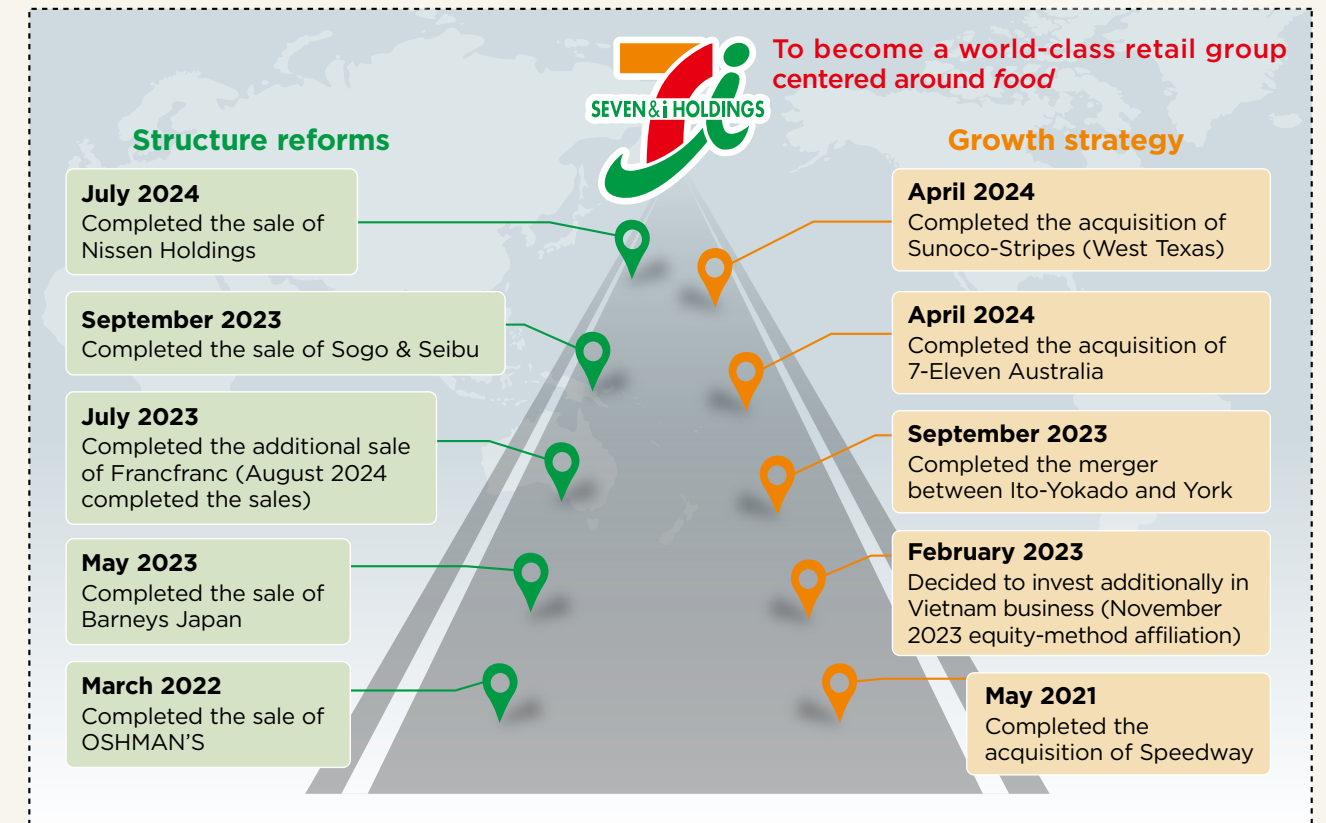 To become a world-class retail group
centered around food
SEVEN&i HOLDINGS
Structure reforms
July 2024
Completed the sale of
Nissen Holdings
September 2023
Completed the sale of Sogo & Seibu
July 2023
Completed the additional sale
of Francfranc (August 2024
completed the sales)
May 2023
Completed the sale of
Barneys Japan
March 2022
Completed the sale of
OSHMAN’S
Growth strategy
April 2024
Completed the acquisition of
Sunoco-Stripes (West Texas)
April 2024
Completed the acquisition of
7-Eleven Australia
September 2023
Completed the merger
between Ito-Yokado and York
February 2023
Decided to invest additionally in
Vietnam business (November
2023 equity-method affiliation)
May 2021
Completed the
acquisition of Speedway